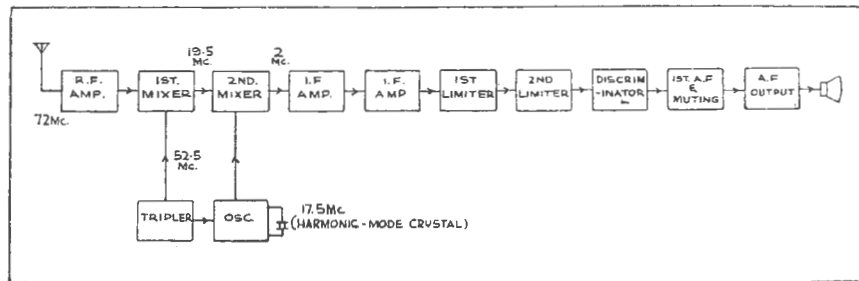 19.5
MC.
2
MC.
R.F.
AMP.
1ST.
MIXER
2ND.
MIXER
I.F
AMP.
I.F.
AMP
1ST
LIMITER
2ND
LIMITER
DISCRIM
-INATOR
1ST. A.F
&
MUTING
A.F
OUTPUT
72MC.
52.5
MC.
TRIPLER
OSC.
17.5MC
(HARMONIC-MODE CRYSTAL)